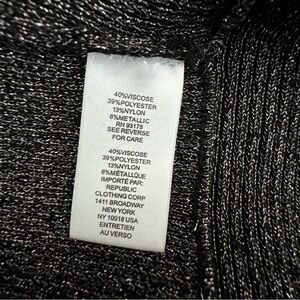 40%VISCOSE
39%POLYESTER
13%NYLON
8%METALLIC
RN 93178
SEE REVERSE
FOR CARE
40%VISCOSE
39%POLYESTER
13%NYLON
8%MÉTALLIQUE
IMPORTÉ PAR:
REPUBLIC
CLOTHING CORP
1411 BROADWAY
NEW YORK
NY 10018 USA
ENTRETIEN
AU VERSO